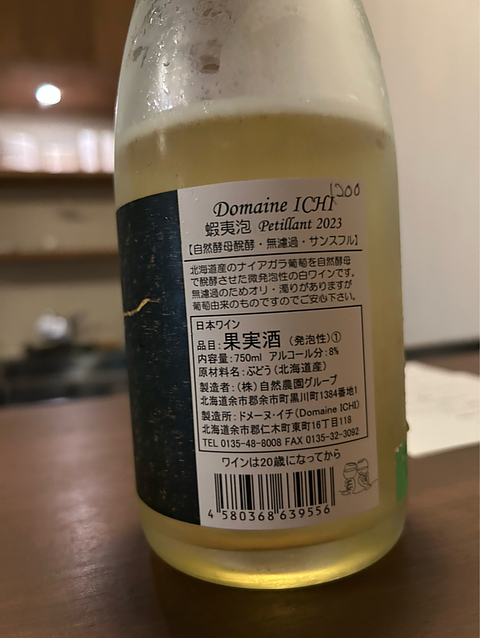 1200
Domaine ICHI
蝦夷泡 Petillant 2023
【自然酵母醗酵・無濾過・サンスフル】
北海道産のナイアガラ葡萄を自然酵母
で醗酵させた微発泡性の白ワインです。
無濾過のためオリ・濁りがありますが
葡萄由来のものですのでご安心下さい。
日本ワイン
品目:果実酒(発泡性)①
内容量:750ml アルコール分:8%
原材料名:ぶどう(北海道産)
製造者:(株)自然農園グループ
北海道余市郡余市町黒川町1384番地1
製造所:ドメーヌ・イチ(Domaine ICHI)
北海道余市郡仁木町東町16丁目118
TEL 0135-48-8008 FAX 0135-32-3092
ワインは20歳になってから
4 580368 639556